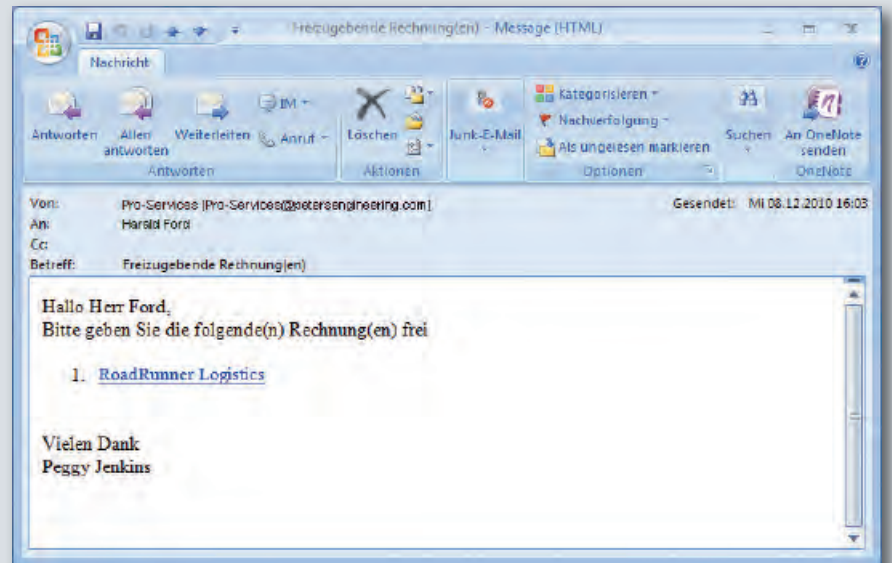 Freizugebende Rechnung(en) - Message (HTML)
Nachricht
Antworten
Allen antworten
Weiterleiten
IM
Anruf
Antworten
Löschen
Aktionen
Junk-E-Mail
Kategorisieren
Nachverfolgung
Als ungelesen markieren
Optionen
Suchen
An OneNote senden
OneNote
Von: Pro-Services [Pro-Services@petersengineering.com]
Gesendet: Mi 08.12.2010 16:03
An: Harald Ford
Cc:
Betreff: Freizugebende Rechnung(en)
Hallo Herr Ford,
Bitte geben Sie die folgende(n) Rechnung(en) frei
1. RoadRunner Logistics
Vielen Dank
Peggy Jenkins